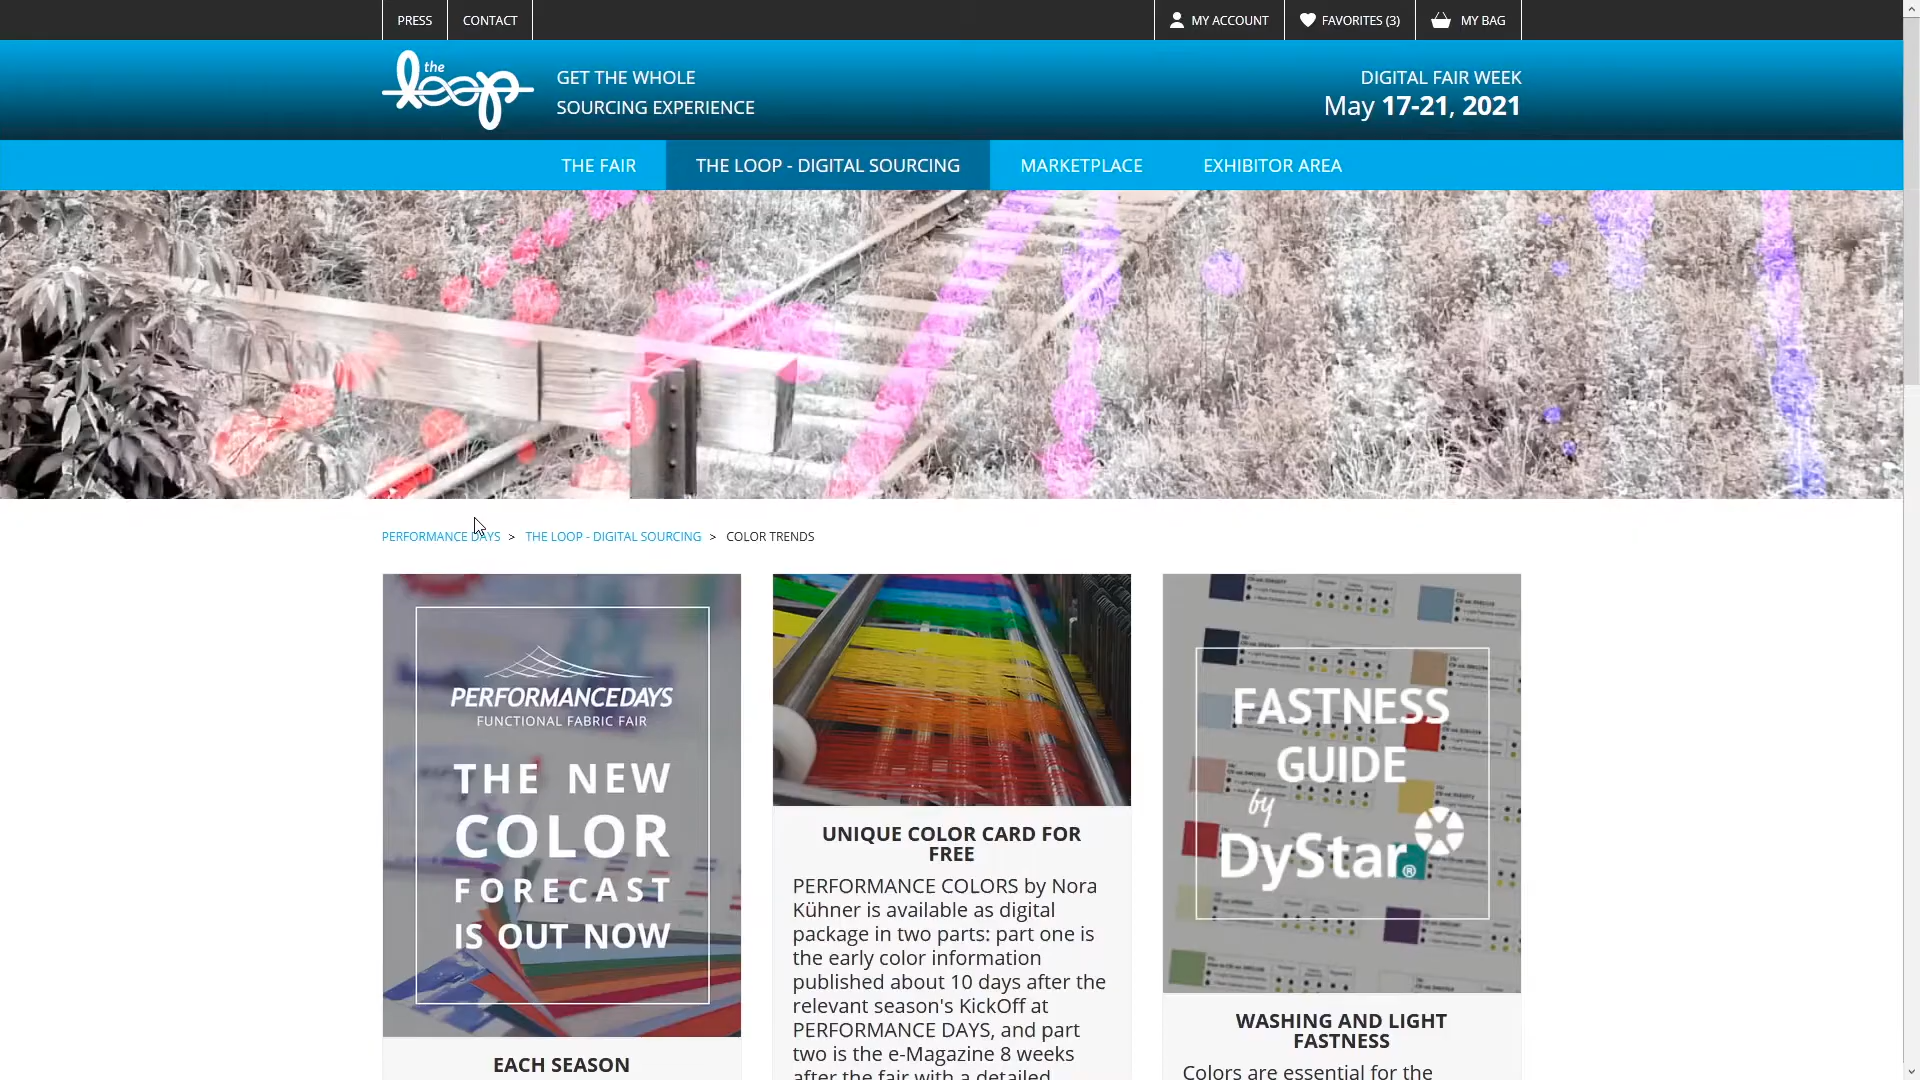 PRESS
CONTACT
MY ACCOUNT
FAVORITES (3)
MY BAG
the
loop
GET THE WHOLE
SOURCING EXPERIENCE
DIGITAL FAIR WEEK
May 17-21, 2021
THE FAIR
THE LOOP - DIGITAL SOURCING
MARKETPLACE
EXHIBITOR AREA
PERFORMANCE DAYS > THE LOOP - DIGITAL SOURCING > COLOR TRENDS
PERFORMANCEDAYS
FUNCTIONAL FABRIC FAIR
THE NEW
COLOR
FORECAST
IS OUT NOW
EACH SEASON
UNIQUE COLOR CARD FOR
FREE
PERFORMANCE COLORS by Nora
Kühner is available as digital
package in two parts: part one is
the early color information
published about 10 days after the
relevant season's KickOff at
PERFORMANCE DAYS, and part
two is the e-Magazine 8 weeks
after the fair with a detailed
FASTNESS
GUIDE
by
DyStar®
WASHING AND LIGHT
FASTNESS
Colors are essential for the